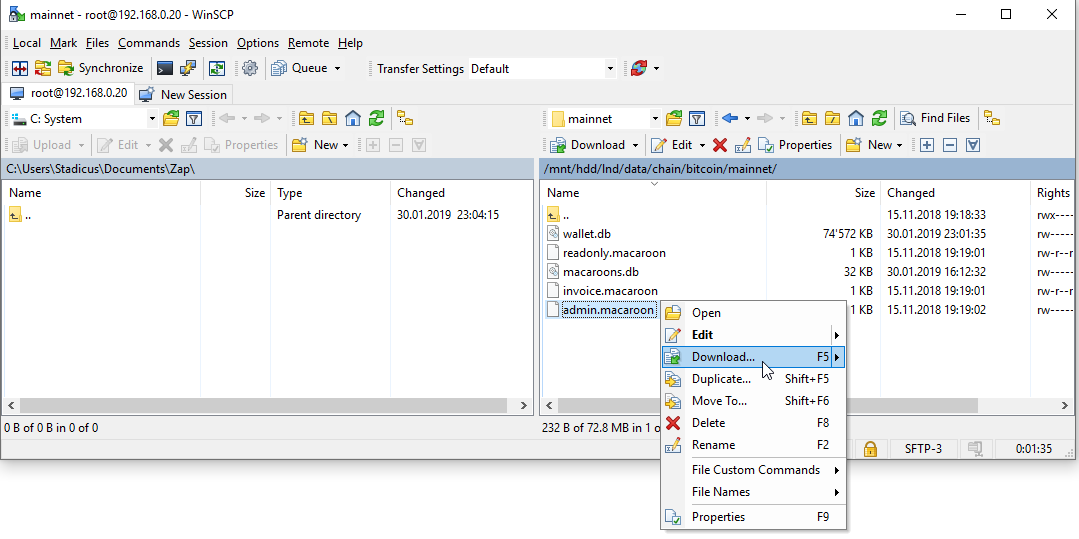 mainnet - root@192.168.0.20 - WinSCP
Local Mark Files Commands Session Options Remote Help
Synchronize Queue Transfer Settings Default
root@192.168.0.20 New Session
C: System mainnet Find Files
Upload Edit Properties New Download Edit Properties New
C:\Users\Stadicus\Documents\Zap\ /mnt/hdd/lnd/data/chain/bitcoin/mainnet/
Name Size Type Changed Name Size Changed Rights
.. Parent directory 30.01.2019 23:04:15 .. 15.11.2018 19:18:33 rwx-----
wallet.db 74'572 KB 30.01.2019 23:01:35 rw-----
readonly.macaroon 1 KB 15.11.2018 19:19:01 rw-r--r
macaroons.db 32 KB 30.01.2019 16:12:32 rw-----
invoice.macaroon 1 KB 15.11.2018 19:19:01 rw-r--r
admin.macaroon 1 KB 15.11.2018 19:19:02 rw-----
Open
Edit
Download... F5
Duplicate... Shift+F5
Move To... Shift+F6
Delete F8
Rename F2
File Custom Commands
File Names
Properties F9
0 B of 0 B in 0 of 0 232 B of 72.8 MB in 1 o
SFTP-3 0:01:35